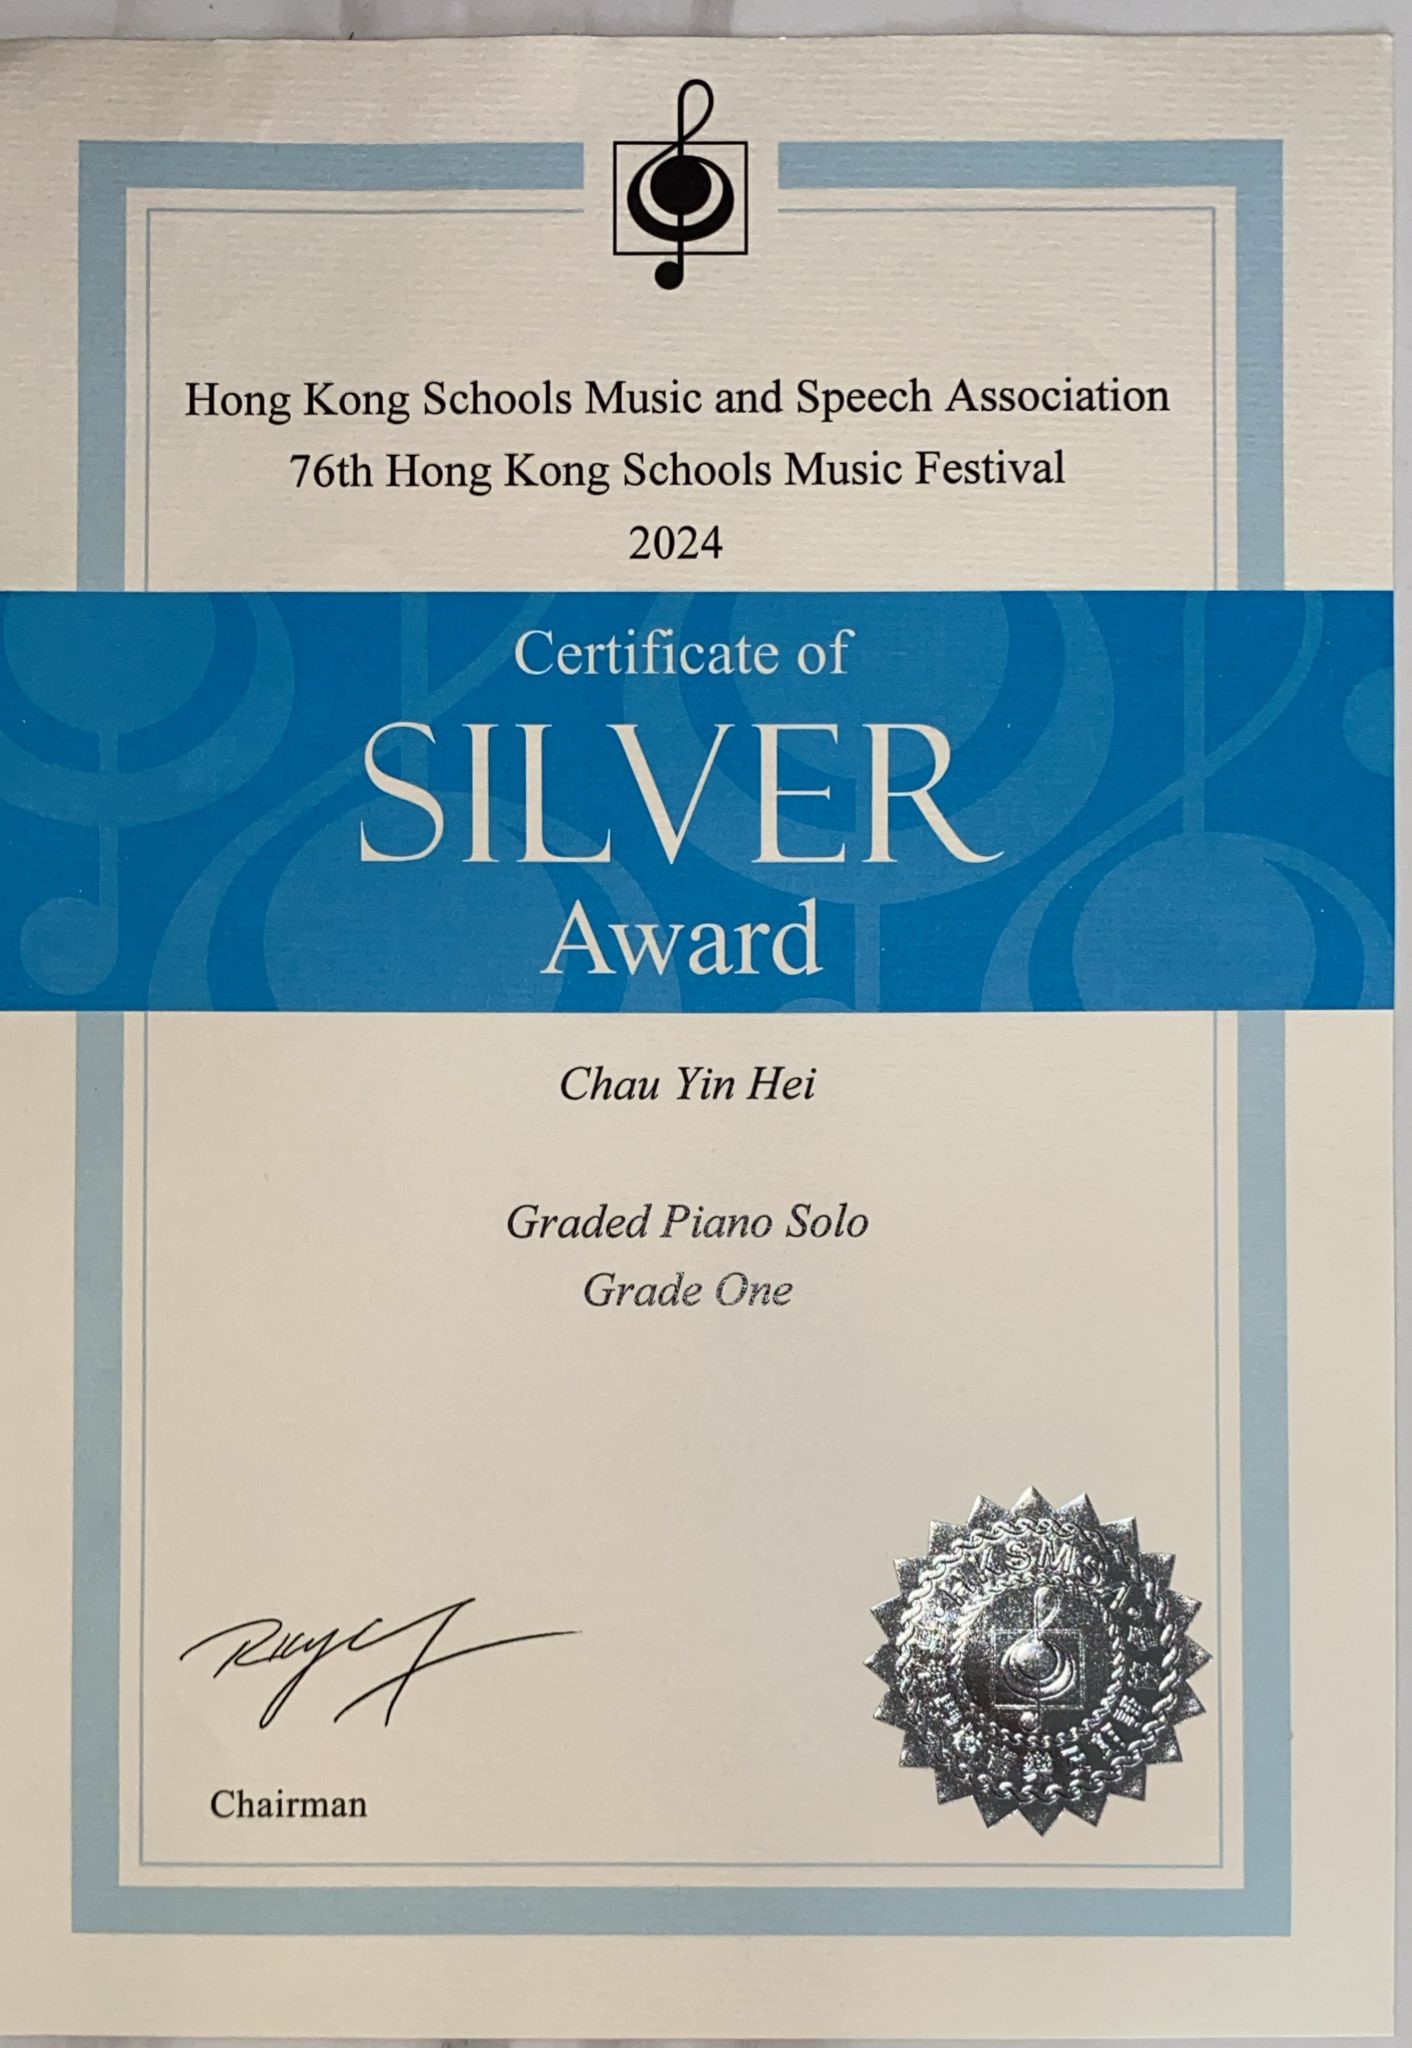 Hong Kong Schools Music and Speech Association
76th Hong Kong Schools Music Festival
2024
Certificate of
SILVER
Award
Chau Yin Hei
Graded Piano Solo
Grade One
Chairman
HKSMSA